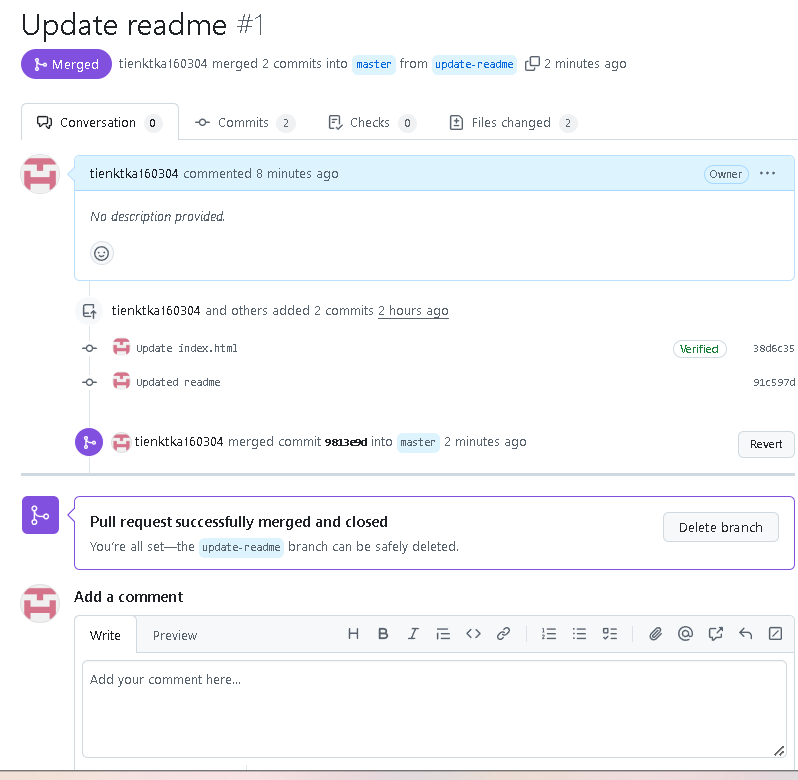 Update readme #1
Merged tienktka160304 merged 2 commits into master from update-readme 2 minutes ago
Conversation 0 Commits 2 Checks 0 Files changed 2
tienktka160304 commented 8 minutes ago Owner ...
No description provided.
tienktka160304 and others added 2 commits 2 hours ago
Update index.html Verified 38d6c35
Updated readme 91c597d
tienktka160304 merged commit 9813e9d into master 2 minutes ago Revert
Pull request successfully merged and closed
You're all set—the update-readme branch can be safely deleted.
Delete branch
Add a comment
Write Preview
Add your comment here...